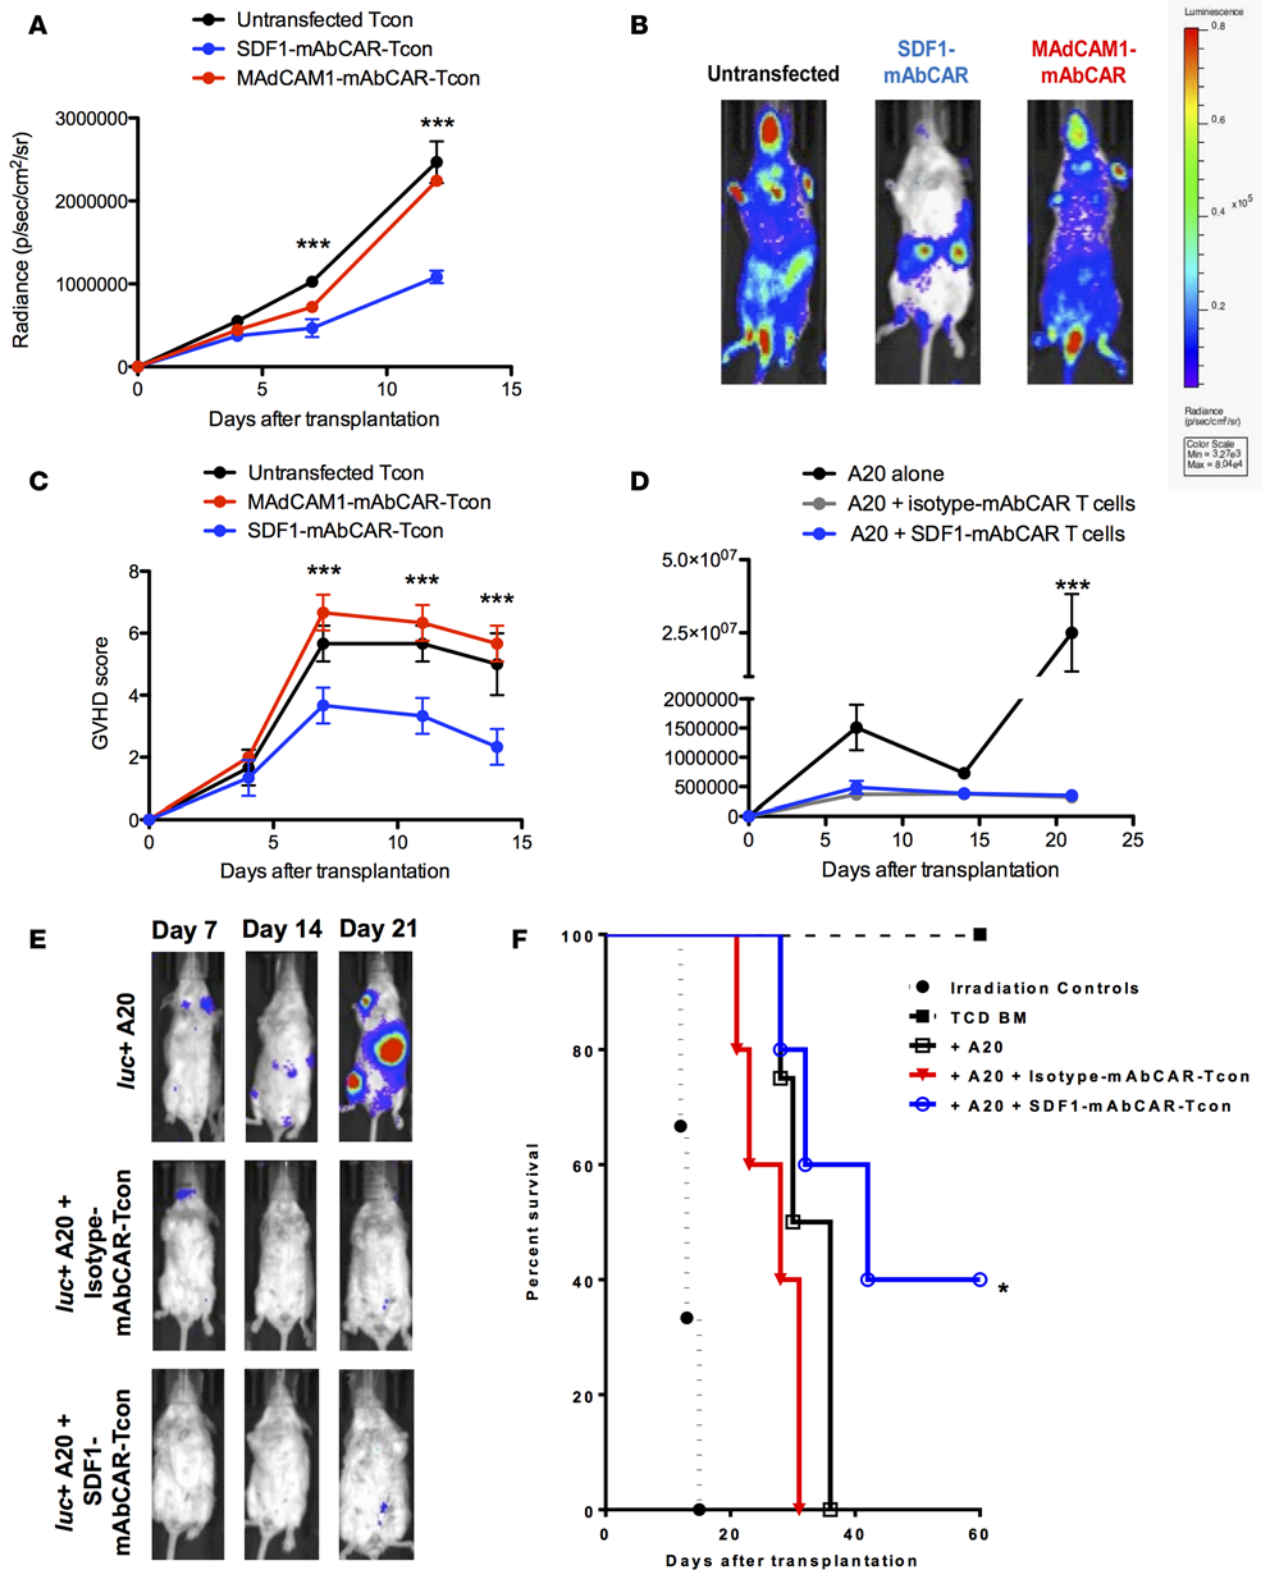 A
Untransfected Tcon
SDF1-mAbCAR-Tcon
MAdCAM1-mAbCAR-Tcon
Radiance (p/sec/cm²/sr)
3000000
2000000
1000000
0
***
***
0
5
10
15
Days after transplantation
B
Untransfected
SDF1-
mAbCAR
MAdCAM1-
mAbCAR
Luminescence
0.8
0.6
0.4
x10⁵
0.2
Radiance
(p/sec/cm²/sr)
Color Scale
Min = 3.27e3
Max = 8.04e4
C
Untransfected Tcon
MAdCAM1-mAbCAR-Tcon
SDF1-mAbCAR-Tcon
GVHD score
8
6
4
2
0
***
***
***
0
5
10
15
Days after transplantation
D
A20 alone
A20 + isotype-mAbCAR T cells
A20 + SDF1-mAbCAR T cells
5.0×10⁰⁷
2.5×10⁰⁷
2000000
1500000
1000000
500000
0
***
0
5
10
15
20
25
Days after transplantation
E
Day 7
Day 14
Day 21
luc+ A20
luc+ A20 +
Isotype-
mAbCAR-Tcon
luc+ A20 +
SDF1-
mAbCAR-Tcon
F
Percent survival
100
80
60
40
20
0
Irradiation Controls
TCD BM
+ A20
+ A20 + Isotype-mAbCAR-Tcon
+ A20 + SDF1-mAbCAR-Tcon
*
0
20
40
60
Days after transplantation